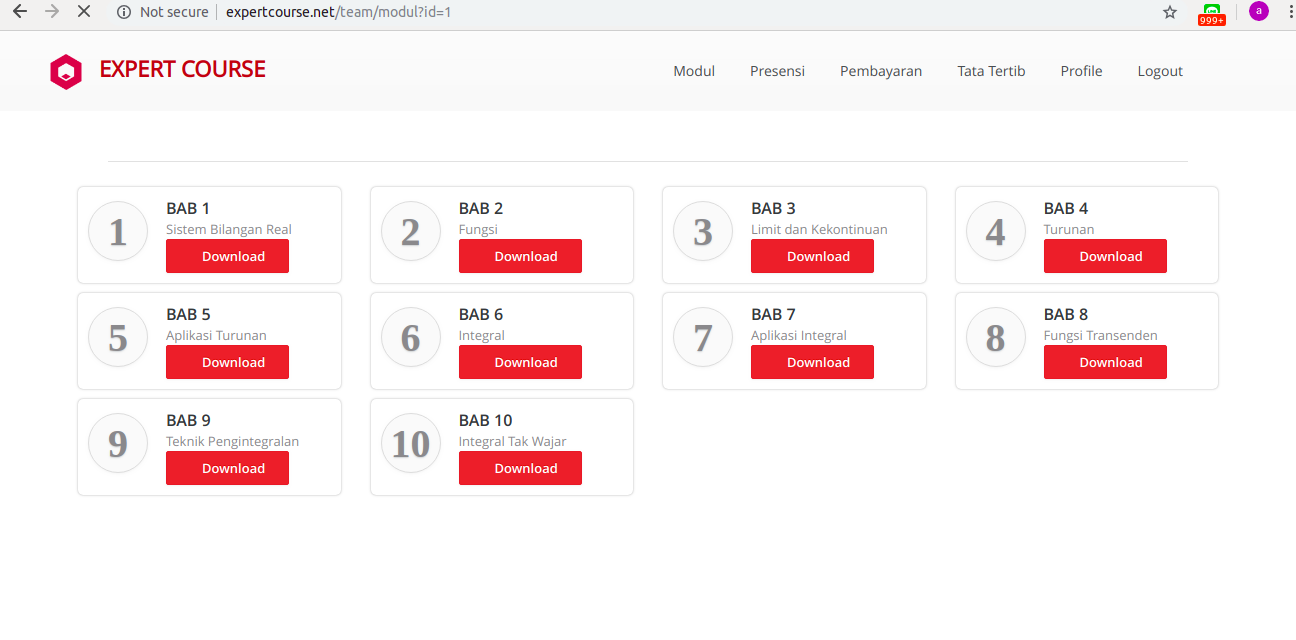 Not secure | expertcourse.net/team/modul?id=1
999+
a
EXPERT COURSE
Modul Presensi Pembayaran Tata Tertib Profile Logout
1
BAB 1
Sistem Bilangan Real
Download
2
BAB 2
Fungsi
Download
3
BAB 3
Limit dan Kekontinuan
Download
4
BAB 4
Turunan
Download
5
BAB 5
Aplikasi Turunan
Download
6
BAB 6
Integral
Download
7
BAB 7
Aplikasi Integral
Download
8
BAB 8
Fungsi Transenden
Download
9
BAB 9
Teknik Pengintegralan
Download
10
BAB 10
Integral Tak Wajar
Download